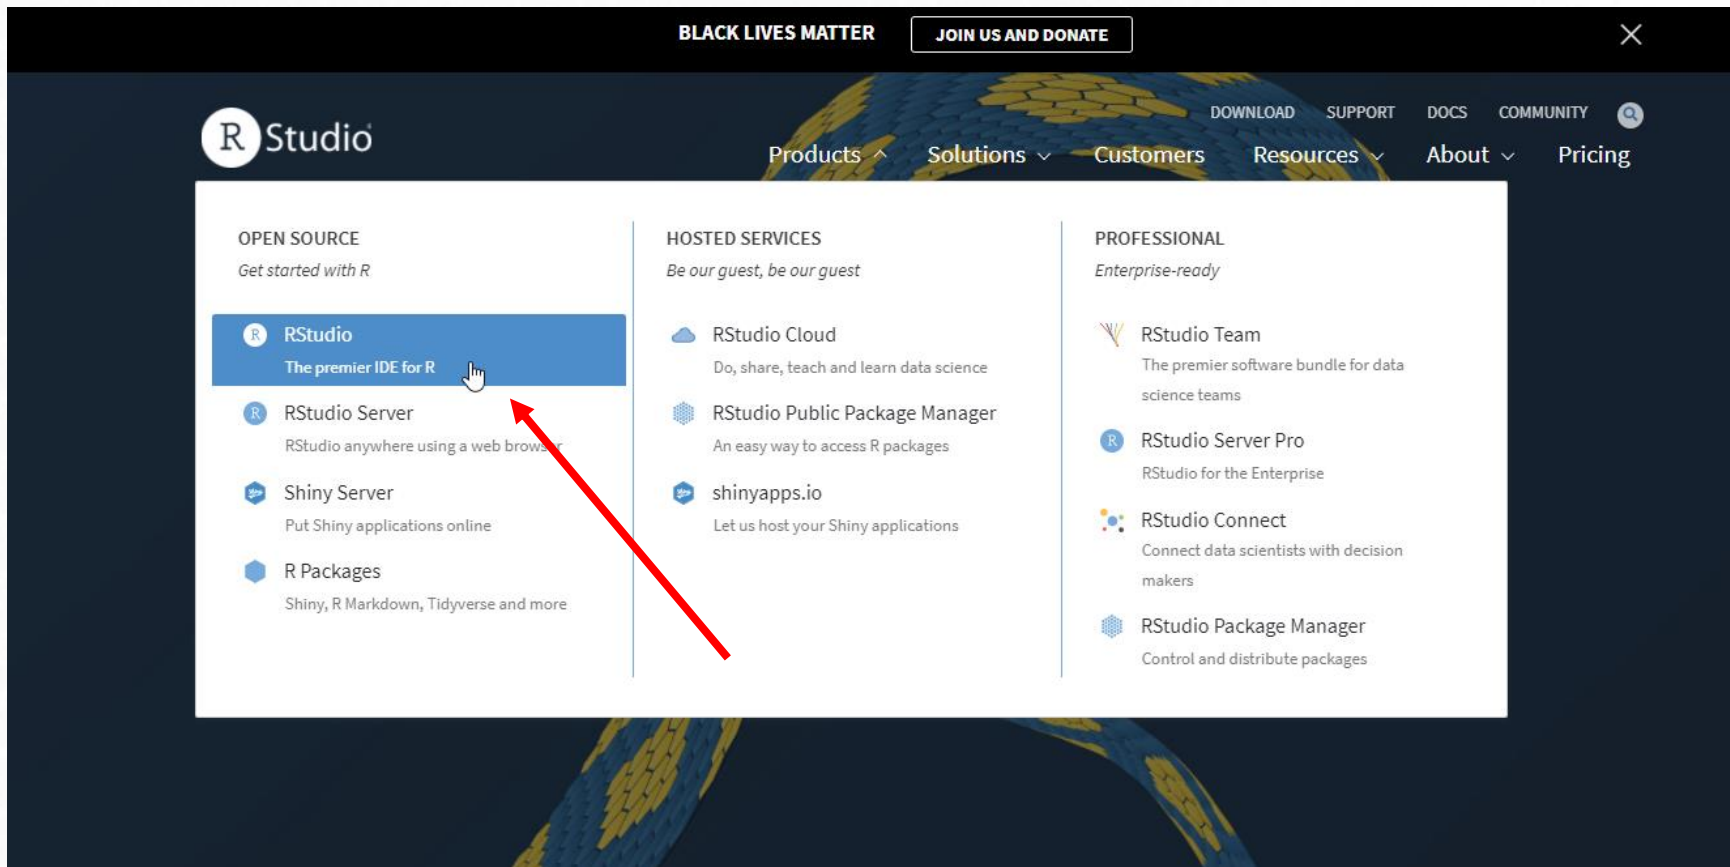 BLACK LIVES MATTER
JOIN US AND DONATE
R Studio
DOWNLOAD SUPPORT DOCS COMMUNITY
Products Solutions Customers Resources About Pricing
OPEN SOURCE
Get started with R
R RStudio
The premier IDE for R
R RStudio Server
RStudio anywhere using a web browser
Shiny Server
Put Shiny applications online
R Packages
Shiny, R Markdown, Tidyverse and more
HOSTED SERVICES
Be our guest, be our guest
RStudio Cloud
Do, share, teach and learn data science
RStudio Public Package Manager
An easy way to access R packages
shinyapps.io
Let us host your Shiny applications
PROFESSIONAL
Enterprise-ready
RStudio Team
The premier software bundle for data
science teams
R RStudio Server Pro
RStudio for the Enterprise
RStudio Connect
Connect data scientists with decision
makers
RStudio Package Manager
Control and distribute packages